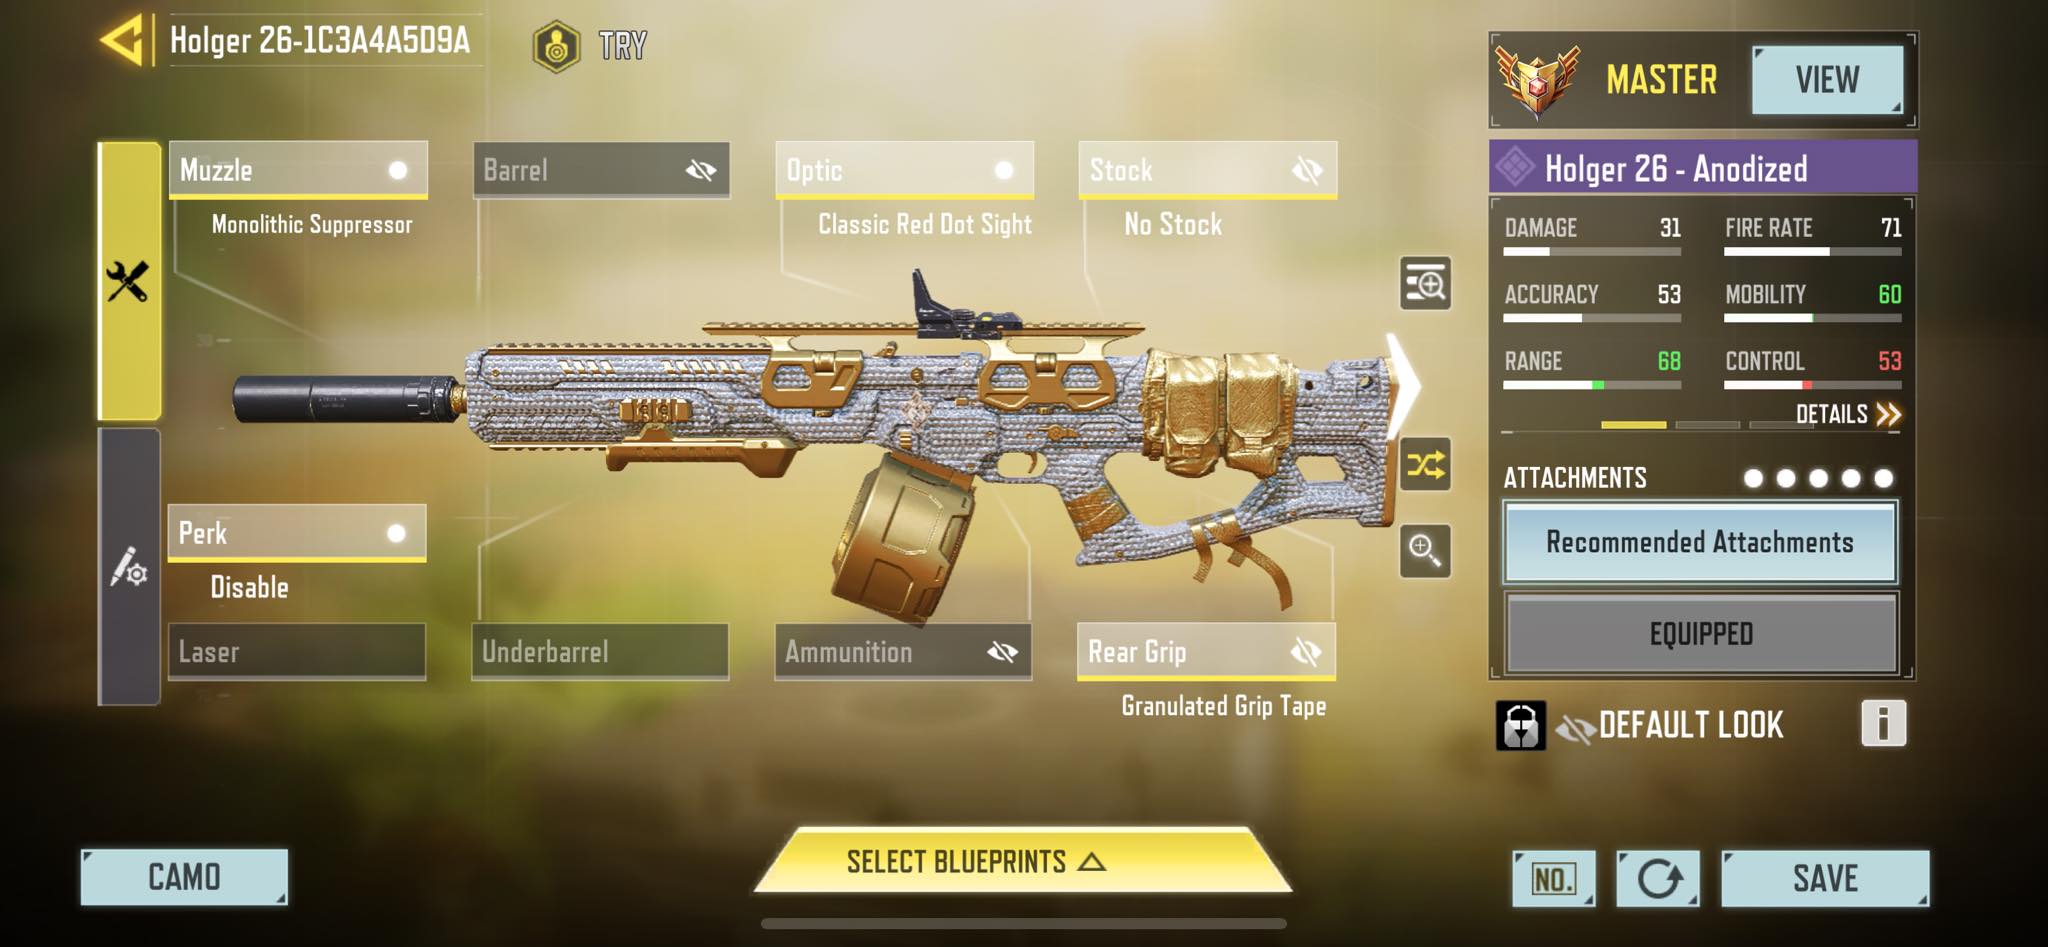 Holger 26-1C3A4A5D9A
TRY
MASTER
VIEW
Muzzle
Monolithic Suppressor
Barrel
Optic
Classic Red Dot Sight
Stock
No Stock
Holger 26 - Anodized
DAMAGE 31
FIRE RATE 71
ACCURACY 53
MOBILITY 60
RANGE 68
CONTROL 53
DETAILS
ATTACHMENTS
Recommended Attachments
EQUIPPED
Perk
Disable
Laser
Underbarrel
Ammunition
Rear Grip
Granulated Grip Tape
DEFAULT LOOK
i
CAMO
SELECT BLUEPRINTS
NO.
SAVE